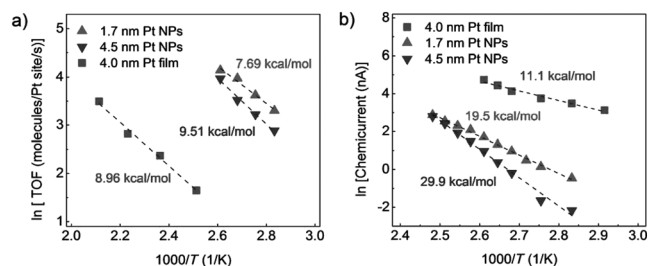 a)
1.7 nm Pt NPs
4.5 nm Pt NPs
4.0 nm Pt film
7.69 kcal/mol
9.51 kcal/mol
8.96 kcal/mol
ln [ TOF (molecules/Pt site/s)]
5
4
3
2
1
2.0 2.2 2.4 2.6 2.8 3.0
1000/T (1/K)
b)
4.0 nm Pt film
1.7 nm Pt NPs
4.5 nm Pt NPs
11.1 kcal/mol
19.5 kcal/mol
29.9 kcal/mol
ln [Chemicurrent (nA)]
6
4
2
0
-2
2.4 2.5 2.6 2.7 2.8 2.9 3.0
1000/T (1/K)